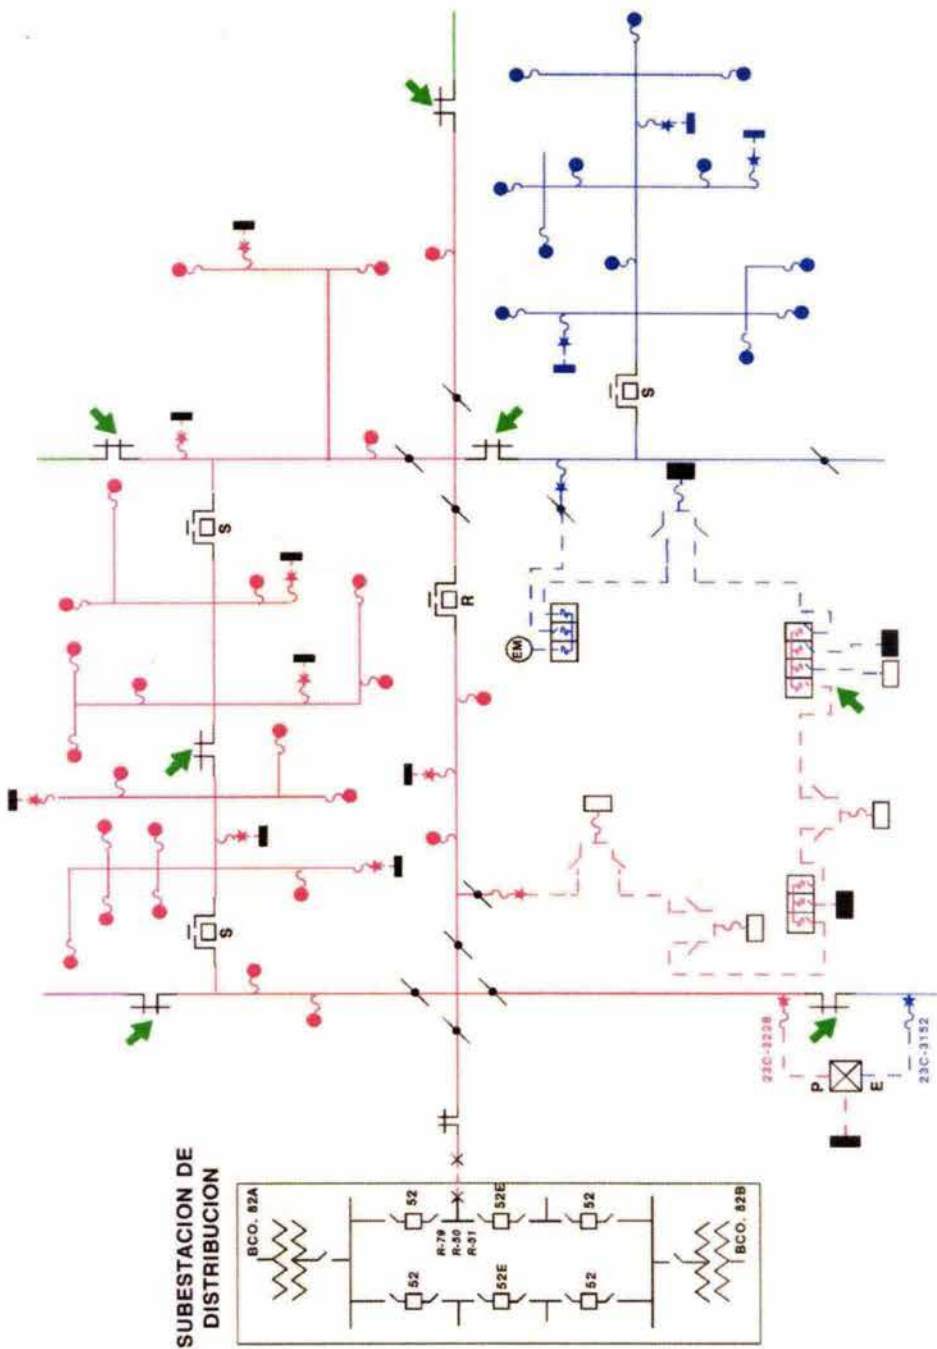 SUBESTACION DE
DISTRIBUCION
BCO. 82A
BCO. 82B
52
52E
52
R-79
R-50
R-51
52
52E
52
S
S
R
S
EM
23C-3228
P
E
23C-3152